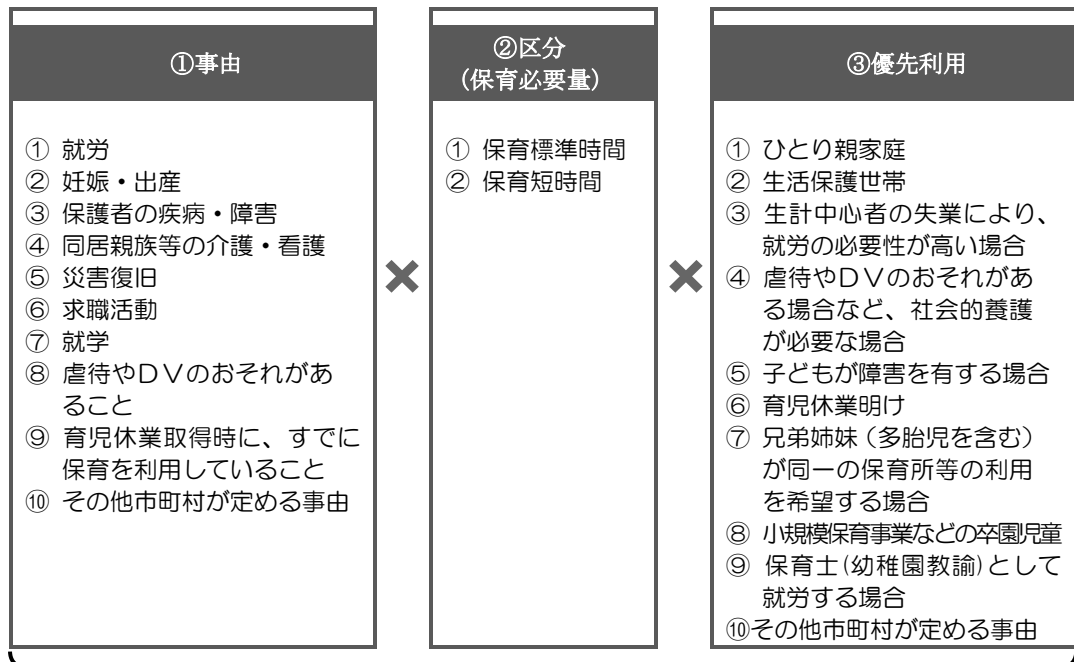 ①事由
① 就労
② 妊娠・出産
③ 保護者の疾病・障害
④ 同居親族等の介護・看護
⑤ 災害復旧
⑥ 求職活動
⑦ 就学
⑧ 虐待やＤＶのおそれがあ
ること
⑨ 育児休業取得時に、すでに
保育を利用していること
⑩ その他市町村が定める事由
×
②区分
(保育必要量)
① 保育標準時間
② 保育短時間
×
③優先利用
① ひとり親家庭
② 生活保護世帯
③ 生計中心者の失業により、
就労の必要性が高い場合
④ 虐待やＤＶのおそれがあ
る場合など、社会的養護
が必要な場合
⑤ 子どもが障害を有する場合
⑥ 育児休業明け
⑦ 兄弟姉妹（多胎児を含む）
が同一の保育所等の利用
を希望する場合
⑧ 小規模保育事業などの卒園児童
⑨ 保育士(幼稚園教諭)として
就労する場合
⑩その他市町村が定める事由